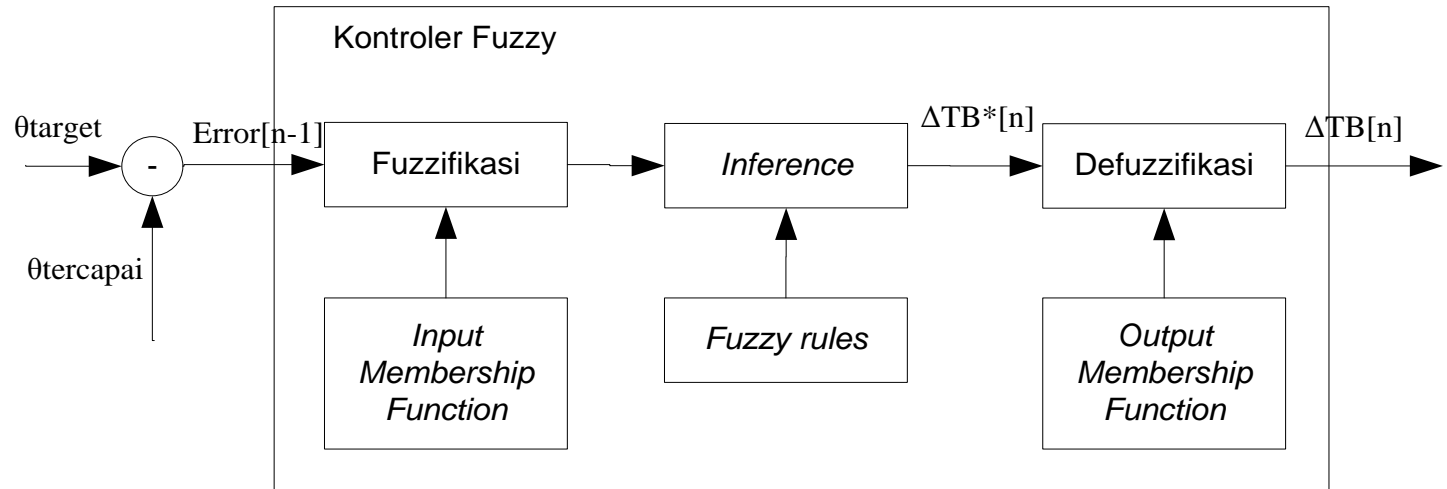 Kontroler Fuzzy
θtarget
Error[n-1]
ΔTB*[n]
ΔTB[n]
-
Fuzzifikasi
Inference
Defuzzifikasi
θtercapai
Input
Membership
Function
Fuzzy rules
Output
Membership
Function